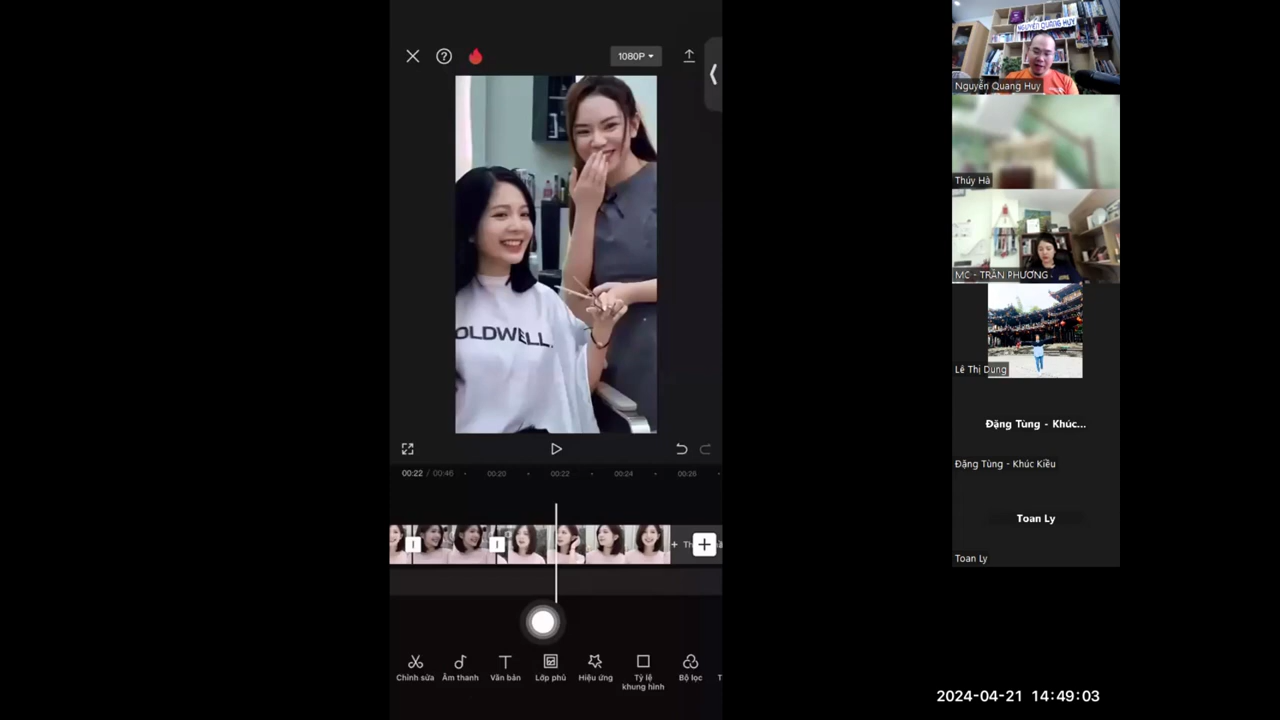 1080P
OLDWELL.
00:22 / 00:46
00:20
00:22
00:24
00:26
+ Th
Chỉnh sửa
Âm thanh
Văn bản
Lớp phủ
Hiệu ứng
Tỷ lệ
khung hình
Bộ lọc
T
NGUYỄN QUANG HUY
Nguyễn Quang Huy
Thúy Hà
MC - TRẦN PHƯƠNG
Lê Thị Dung
Đặng Tùng - Khúc...
Đặng Tùng - Khúc Kiều
Toan Ly
Toan Ly
2024-04-21 14:49:03